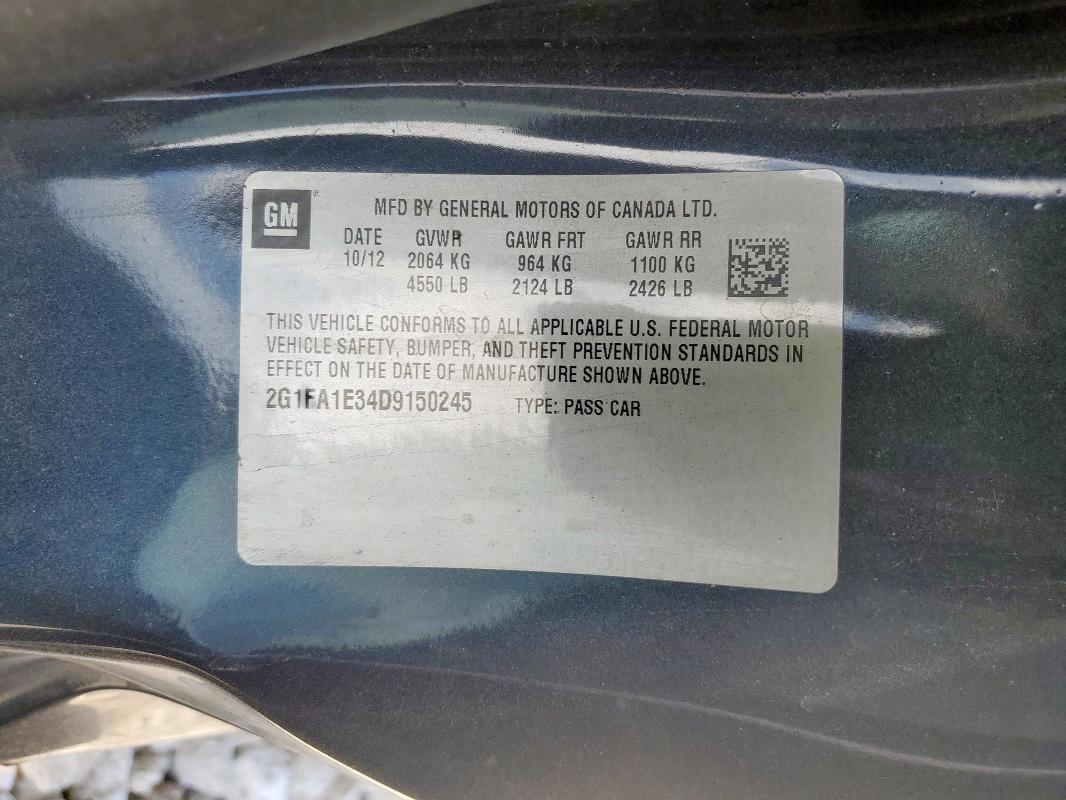 GM
MFD BY GENERAL MOTORS OF CANADA LTD.
DATE GVWR GAWR FRT GAWR RR
10/12 2064 KG 964 KG 1100 KG
4550 LB 2124 LB 2426 LB
THIS VEHICLE CONFORMS TO ALL APPLICABLE U.S. FEDERAL MOTOR
VEHICLE SAFETY, BUMPER, AND THEFT PREVENTION STANDARDS IN
EFFECT ON THE DATE OF MANUFACTURE SHOWN ABOVE.
2G1FA1E34D9150245 TYPE: PASS CAR